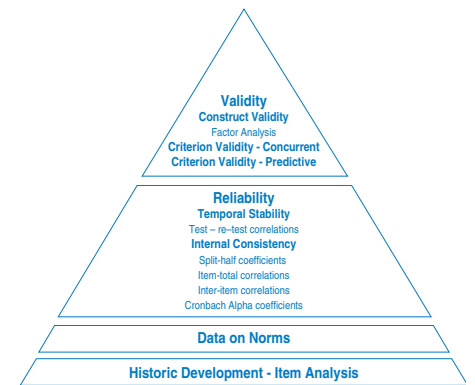 Validity
Construct Validity
Factor Analysis
Criterion Validity - Concurrent
Criterion Validity - Predictive
Reliability
Temporal Stability
Test – re–test correlations
Internal Consistency
Split-half coefficients
Item-total correlations
Inter-item correlations
Cronbach Alpha coefficients
Data on Norms
Historic Development - Item Analysis